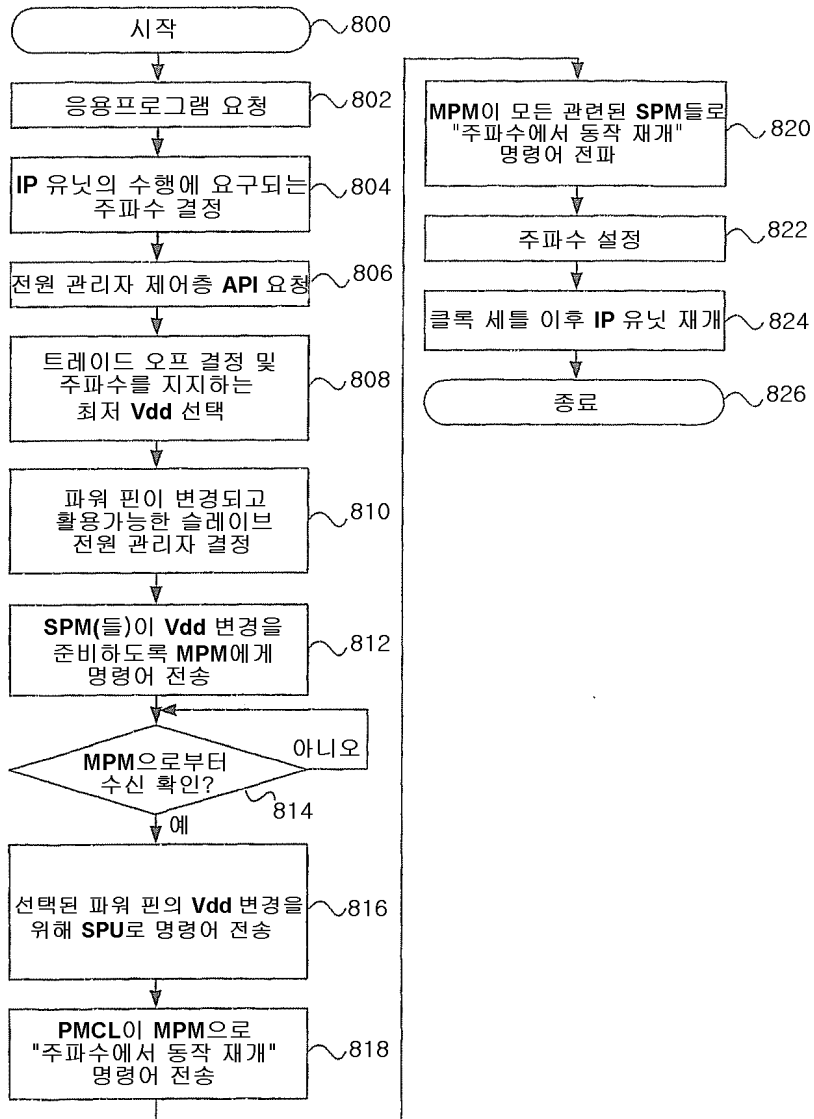 시작
800
응용프로그램 요청
802
IP 유닛의 수행에 요구되는
주파수 결정
804
전원 관리자 제어층 API 요청
806
트레이드 오프 결정 및
주파수를 지지하는
최저 Vdd 선택
808
파워 핀이 변경되고
활용가능한 슬레이브
전원 관리자 결정
810
SPM(들)이 Vdd 변경을
준비하도록 MPM에게
명령어 전송
812
아니오
MPM으로부터
수신 확인?
814
예
선택된 파워 핀의 Vdd 변경을
위해 SPU로 명령어 전송
816
PMCL이 MPM으로
"주파수에서 동작 재개"
명령어 전송
818
MPM이 모든 관련된 SPM들로
"주파수에서 동작 재개"
명령어 전파
820
주파수 설정
822
클록 세틀 이후 IP 유닛 재개
824
종료
826